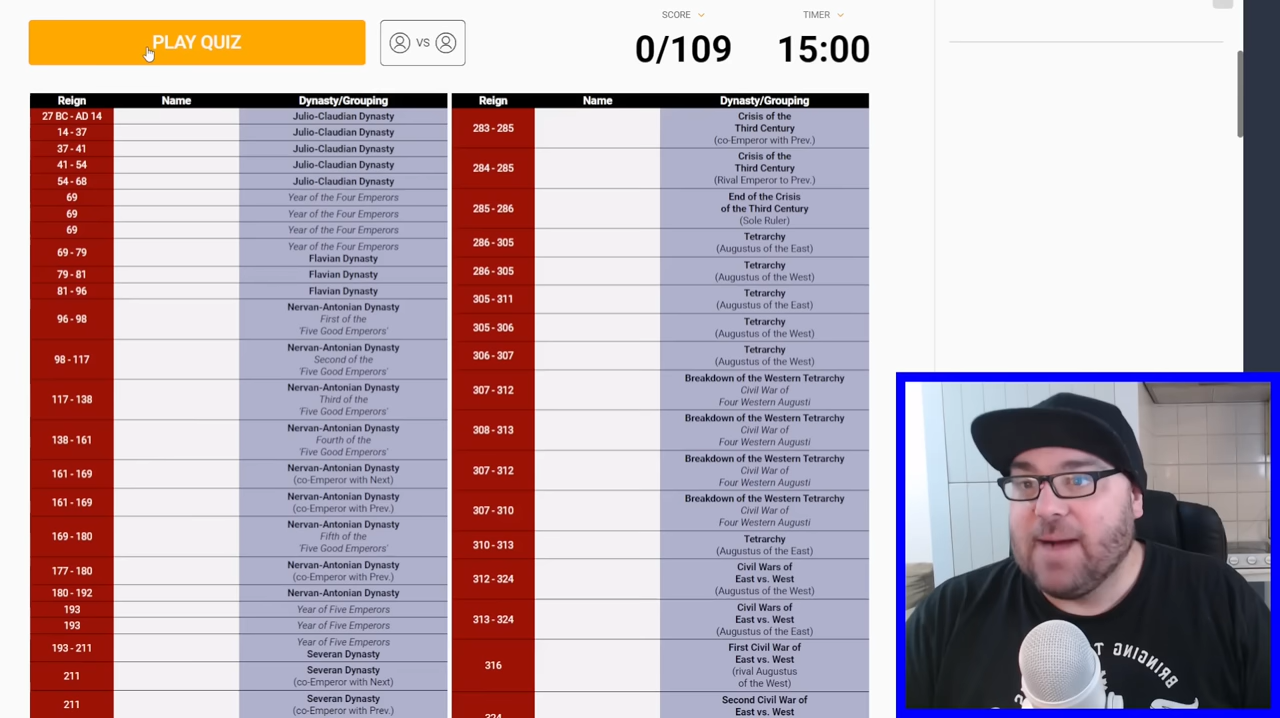 PLAY QUIZ
VS
SCORE
0/109
TIMER
15:00
Reign Name Dynasty/Grouping
27 BC - AD 14 Julio-Claudian Dynasty
14 - 37 Julio-Claudian Dynasty
37 - 41 Julio-Claudian Dynasty
41 - 54 Julio-Claudian Dynasty
54 - 68 Julio-Claudian Dynasty
69 Year of the Four Emperors
69 Year of the Four Emperors
69 Year of the Four Emperors
69 - 79 Year of the Four Emperors
Flavian Dynasty
79 - 81 Flavian Dynasty
81 - 96 Flavian Dynasty
96 - 98 Nervan-Antonian Dynasty
First of the
'Five Good Emperors'
98 - 117 Nervan-Antonian Dynasty
Second of the
'Five Good Emperors'
117 - 138 Nervan-Antonian Dynasty
Third of the
'Five Good Emperors'
138 - 161 Nervan-Antonian Dynasty
Fourth of the
'Five Good Emperors'
161 - 169 Nervan-Antonian Dynasty
(co-Emperor with Next)
161 - 169 Nervan-Antonian Dynasty
(co-Emperor with Prev.)
169 - 180 Nervan-Antonian Dynasty
Fifth of the
'Five Good Emperors'
177 - 180 Nervan-Antonian Dynasty
(co-Emperor with Prev.)
180 - 192 Nervan-Antonian Dynasty
193 Year of Five Emperors
193 Year of Five Emperors
193 - 211 Year of Five Emperors
Severan Dynasty
211 Severan Dynasty
(co-Emperor with Next)
211 Severan Dynasty
(co-Emperor with Prev.)
Reign Name Dynasty/Grouping
283 - 285 Crisis of the
Third Century
(co-Emperor with Prev.)
284 - 285 Crisis of the
Third Century
(Rival Emperor to Prev.)
285 - 286 End of the Crisis
of the Third Century
(Sole Ruler)
286 - 305 Tetrarchy
(Augustus of the East)
286 - 305 Tetrarchy
(Augustus of the West)
305 - 311 Tetrarchy
(Augustus of the East)
305 - 306 Tetrarchy
(Augustus of the West)
306 - 307 Tetrarchy
(Augustus of the West)
307 - 312 Breakdown of the Western Tetrarchy
Civil War of
Four Western Augusti
308 - 313 Breakdown of the Western Tetrarchy
Civil War of
Four Western Augusti
307 - 312 Breakdown of the Western Tetrarchy
Civil War of
Four Western Augusti
307 - 310 Breakdown of the Western Tetrarchy
Civil War of
Four Western Augusti
310 - 313 Tetrarchy
(Augustus of the East)
312 - 324 Civil Wars of
East vs. West
(Augustus of the West)
313 - 324 Civil Wars of
East vs. West
(Augustus of the East)
316 First Civil War of
East vs. West
(rival Augustus
of the West)
324 Second Civil War of
East vs. West
BRINGING T